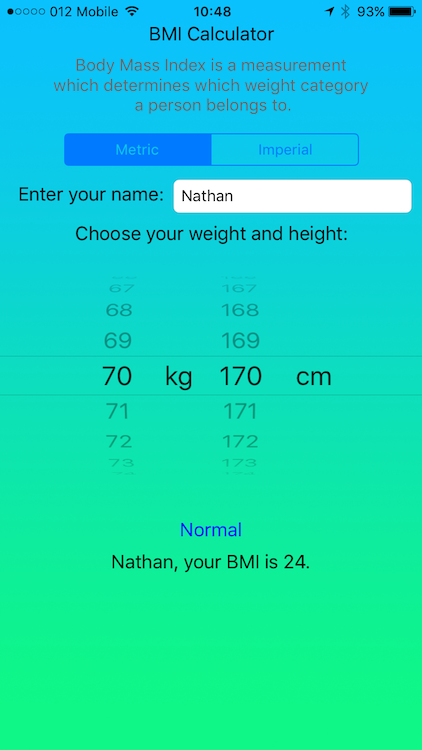 012 Mobile 10:48 93%
BMI Calculator
Body Mass Index is a measurement
which determines which weight category
a person belongs to.
Metric Imperial
Enter your name: Nathan
Choose your weight and height:
67 167
68 168
69 169
70 kg 170 cm
71 171
72 172
73 173
Normal
Nathan, your BMI is 24.